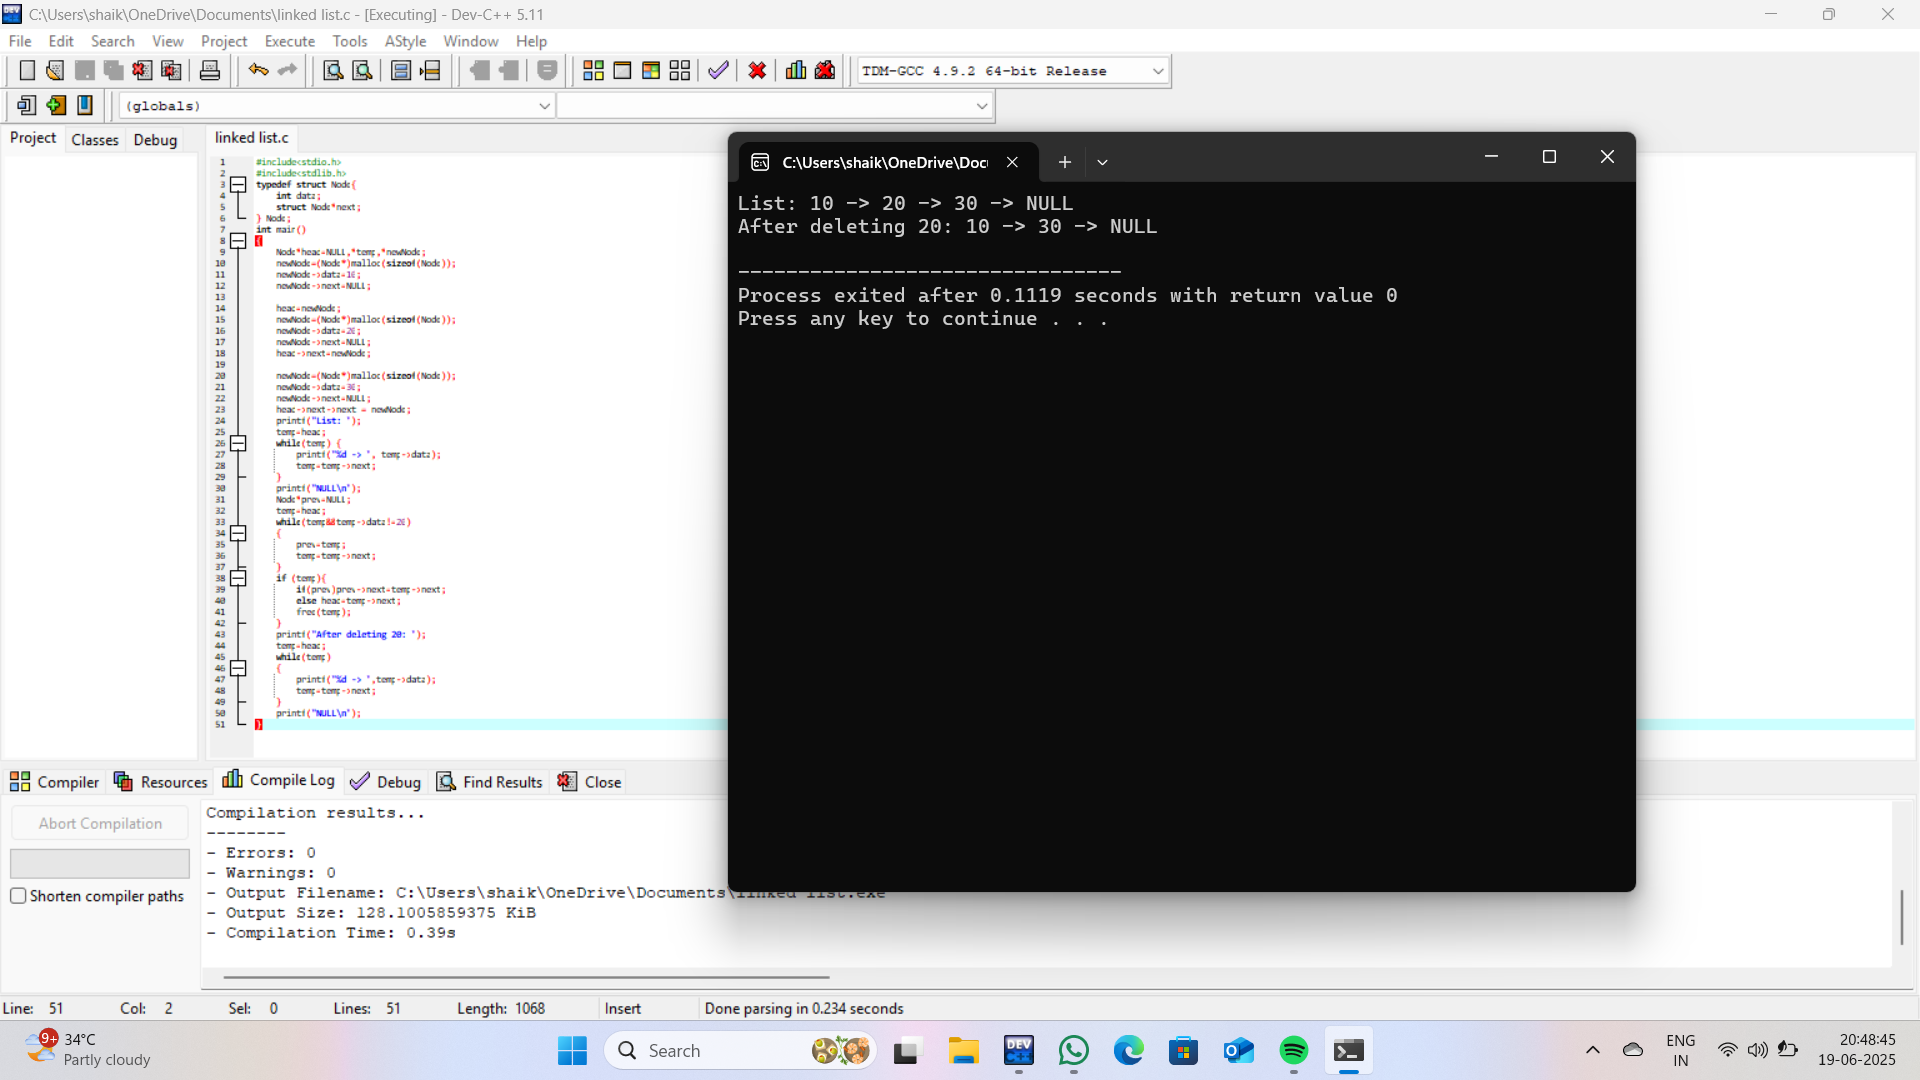 C:\Users\shaik\OneDrive\Documents\linked list.c - [Executing] - Dev-C++ 5.11
File Edit Search View Project Execute Tools AStyle Window Help
TDM-GCC 4.9.2 64-bit Release
(globals)
Project Classes Debug
linked list.c
1 #include<stdio.h>
2 #include<stdlib.h>
3 typedef struct Node{
4 int data;
5 struct Node*next;
6 } Node;
7 int main()
8 {
9 Node*head=NULL,*temp,*newNode;
10 newNode=(Node*)malloc(sizeof(Node));
11 newNode->data=10;
12 newNode->next=NULL;
13
14 head=newNode;
15 newNode=(Node*)malloc(sizeof(Node));
16 newNode->data=20;
17 newNode->next=NULL;
18 head->next=newNode;
19
20 newNode=(Node*)malloc(sizeof(Node));
21 newNode->data=30;
22 newNode->next=NULL;
23 head->next->next = newNode;
24 printf("List: ");
25 temp=head;
26 while(temp) {
27 printf("%d -> ", temp->data);
28 temp=temp->next;
29 }
30 printf("NULL\n");
31 Node*prev=NULL;
32 temp=head;
33 while(temp&&temp->data!=20)
34 {
35 prev=temp;
36 temp=temp->next;
37 }
38 if (temp){
39 if(prev)prev->next=temp->next;
40 else head=temp->next;
41 free(temp);
42 }
43 printf("After deleting 20: ");
44 temp=head;
45 while(temp)
46 {
47 printf("%d -> ",temp->data);
48 temp=temp->next;
49 }
50 printf("NULL\n");
51 }
C:\Users\shaik\OneDrive\Doc
List: 10 -> 20 -> 30 -> NULL
After deleting 20: 10 -> 30 -> NULL
--------------------------------
Process exited after 0.1119 seconds with return value 0
Press any key to continue . . .
Compiler Resources Compile Log Debug Find Results Close
Abort Compilation
Shorten compiler paths
Compilation results...
--------
- Errors: 0
- Warnings: 0
- Output Filename: C:\Users\shaik\OneDrive\Documents\linked list.exe
- Output Size: 128.1005859375 KiB
- Compilation Time: 0.39s
Line: 51 Col: 2 Sel: 0 Lines: 51 Length: 1068 Insert Done parsing in 0.234 seconds
9+ 34°C
Partly cloudy
Search
DEV C++
ENG
IN
20:48:45
19-06-2025